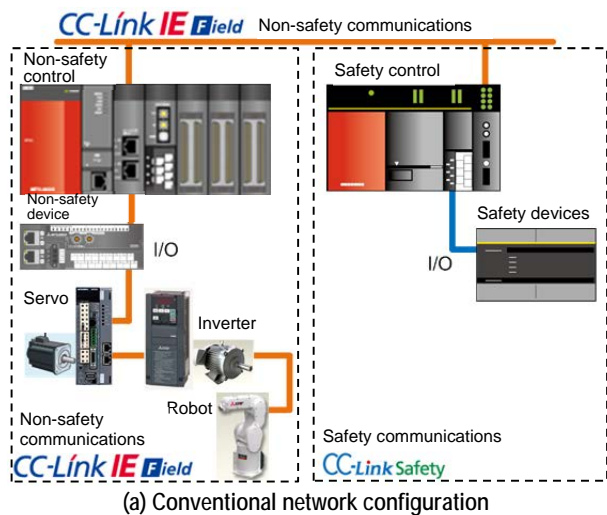 CC-Link IE Field Non-safety communications
Non-safety
control
Safety control
Non-safety
device
I/O
Safety devices
I/O
Servo
Inverter
Robot
Non-safety
communications
CC-Link IE Field
Safety communications
CC-Link Safety
(a) Conventional network configuration